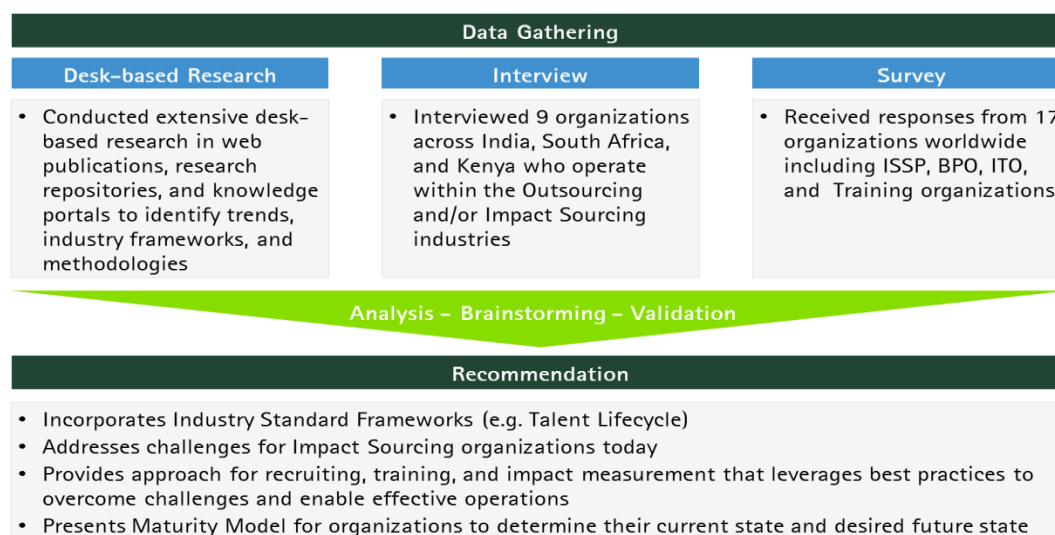 Data Gathering
Desk-based Research
• Conducted extensive desk-
based research in web
publications, research
repositories, and knowledge
portals to identify trends,
industry frameworks, and
methodologies
Interview
• Interviewed 9 organizations
across India, South Africa,
and Kenya who operate
within the Outsourcing
and/or Impact Sourcing
industries
Survey
• Received responses from 17
organizations worldwide
including ISSP, BPO, ITO,
and Training organizations
Analysis – Brainstorming – Validation
Recommendation
• Incorporates Industry Standard Frameworks (e.g. Talent Lifecycle)
• Addresses challenges for Impact Sourcing organizations today
• Provides approach for recruiting, training, and impact measurement that leverages best practices to
overcome challenges and enable effective operations
• Presents Maturity Model for organizations to determine their current state and desired future state